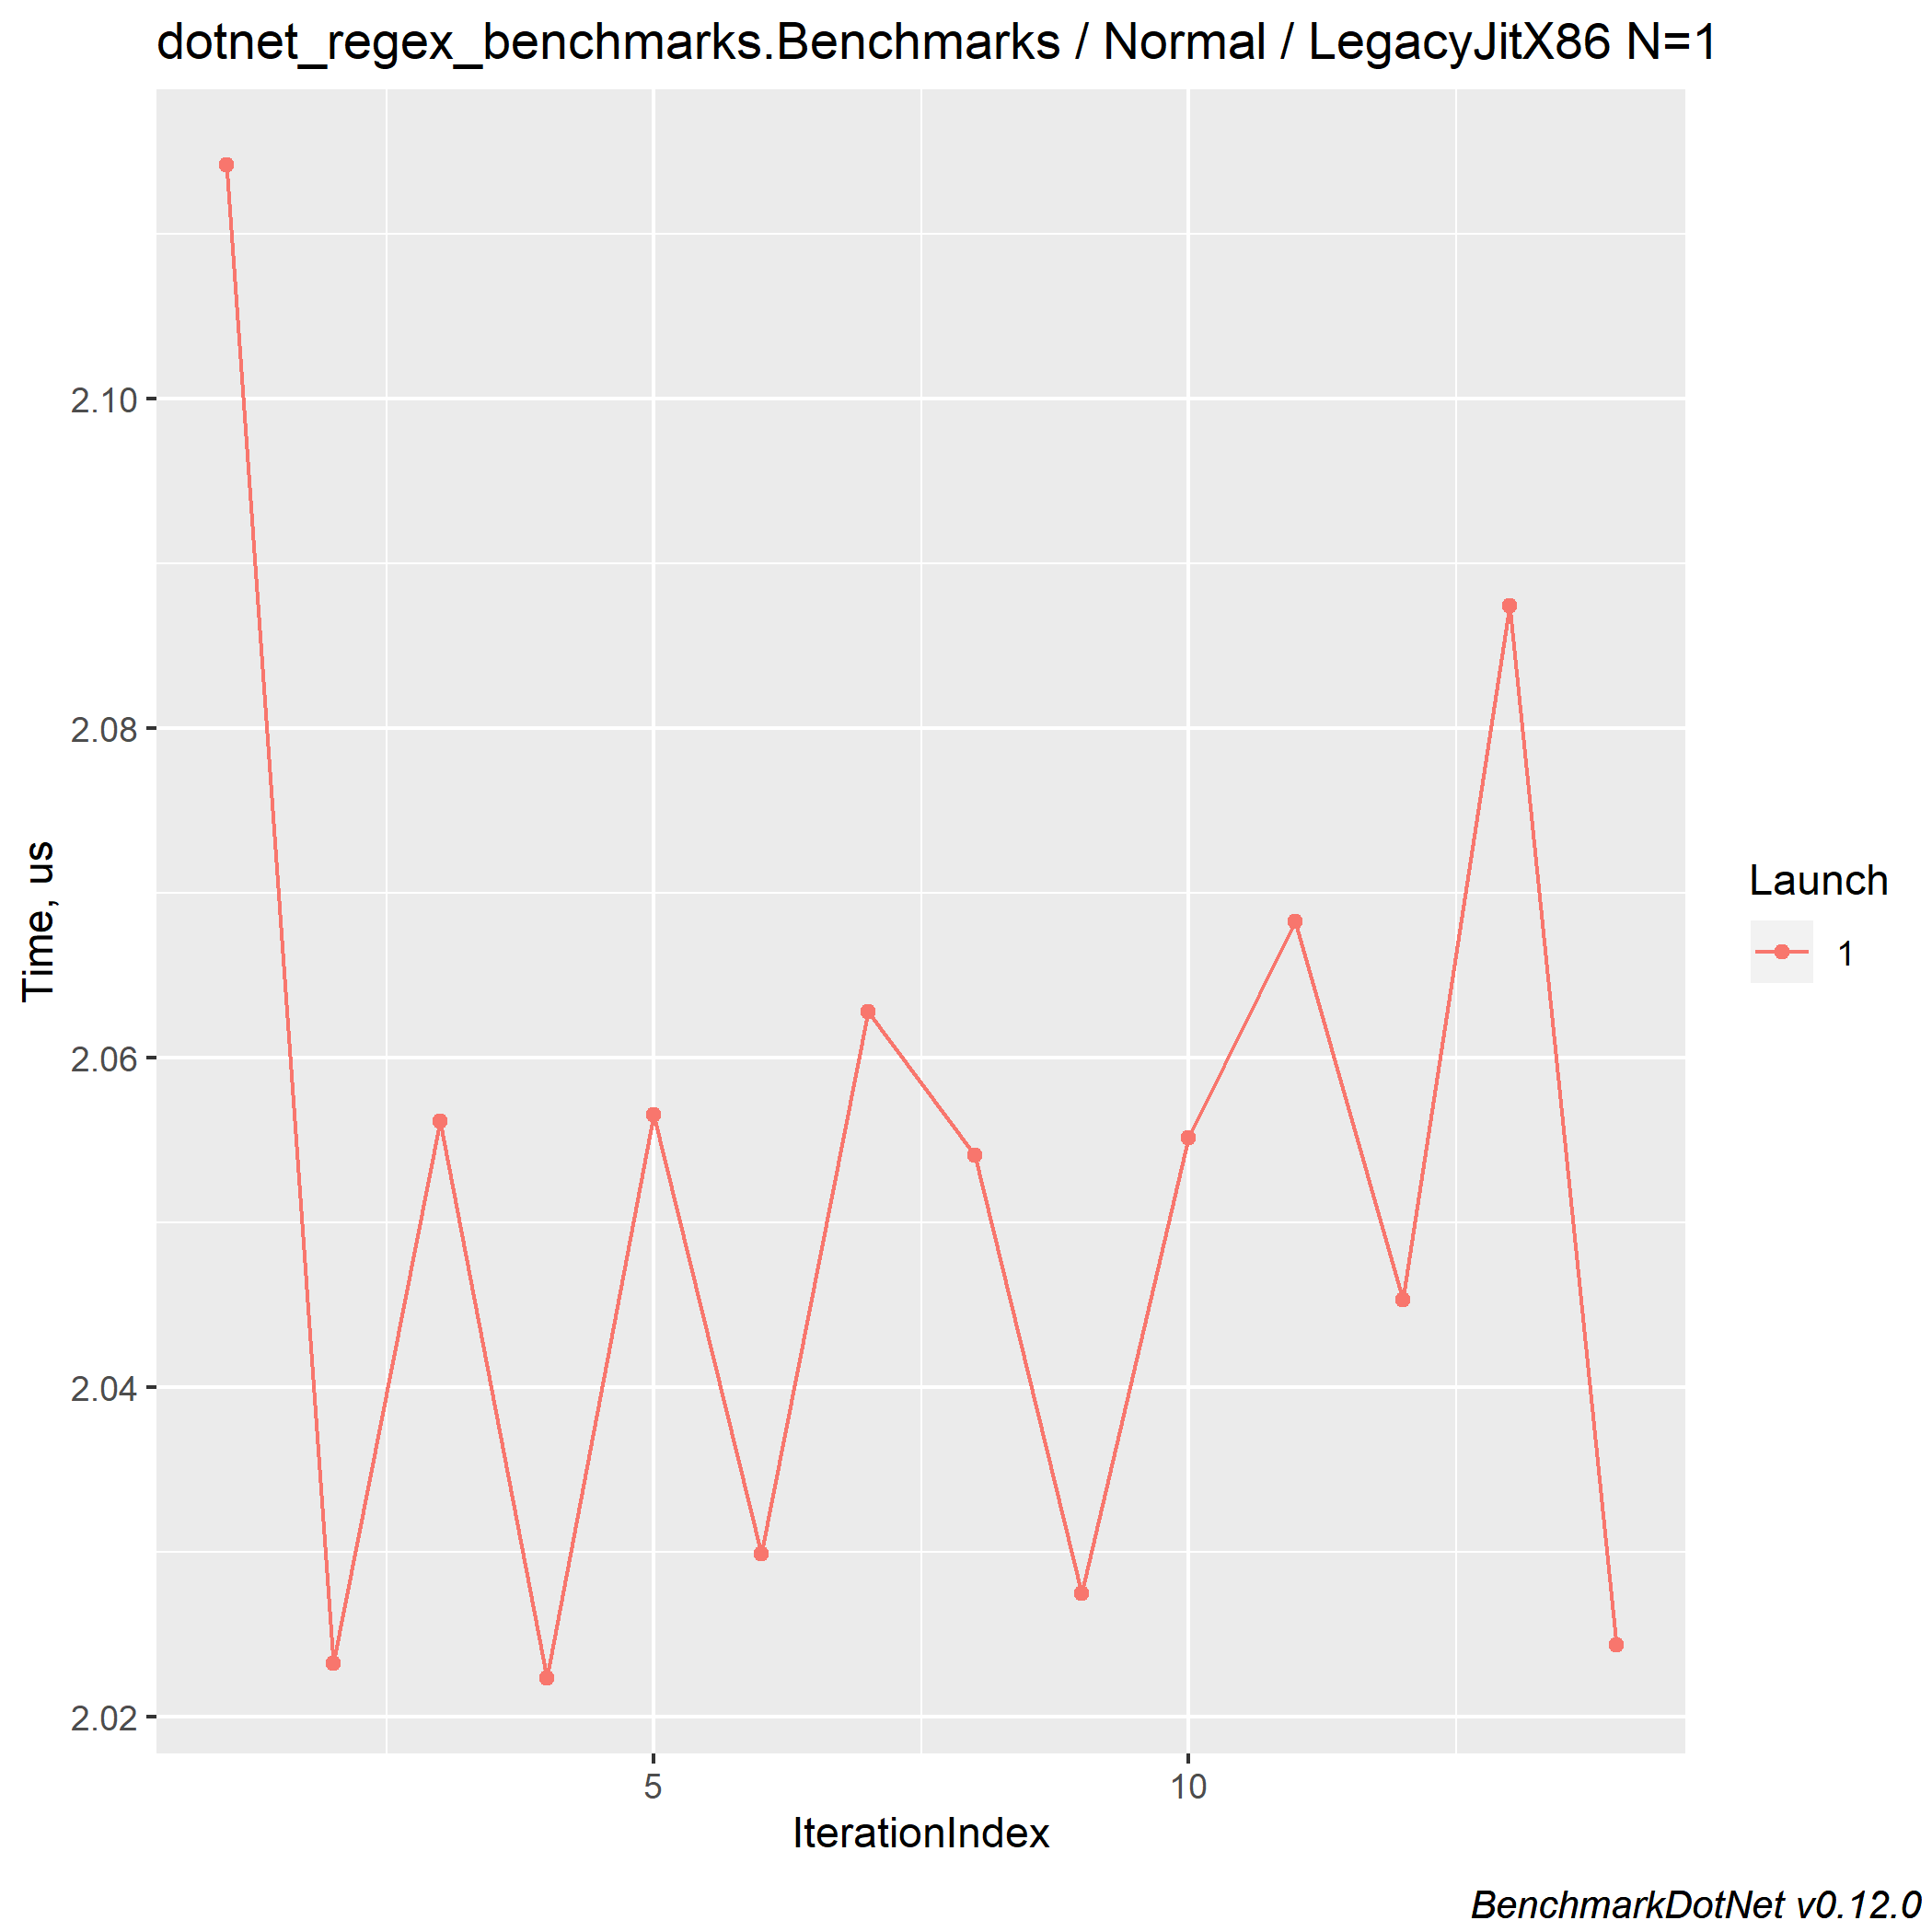 dotnet_regex_benchmarks.Benchmarks / Normal / LegacyJitX86 N=1
2.10
2.08
2.06
2.04
2.02
Time, us
5
10
IterationIndex
Launch
1
BenchmarkDotNet v0.12.0